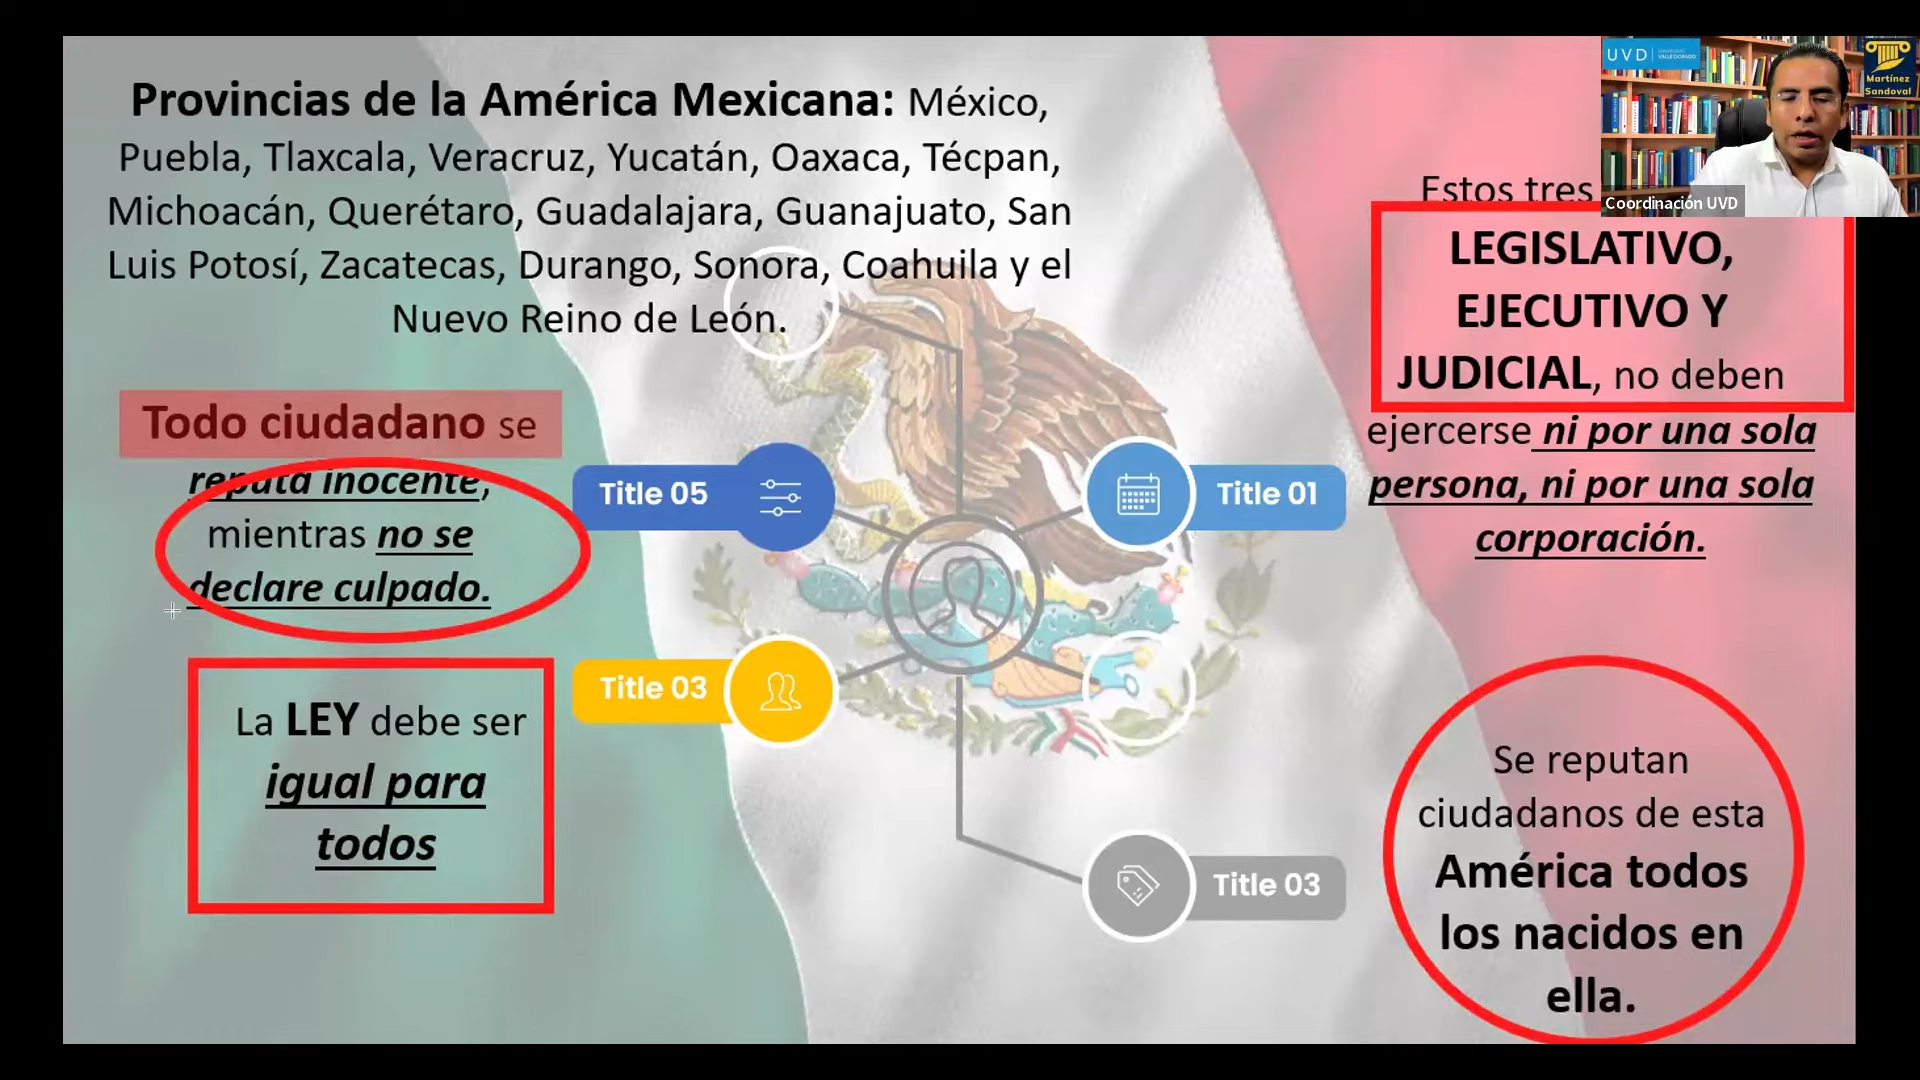 Provincias de la América Mexicana: México,
Puebla, Tlaxcala, Veracruz, Yucatán, Oaxaca, Técpan,
Michoacán, Querétaro, Guadalajara, Guanajuato, San
Luis Potosí, Zacatecas, Durango, Sonora, Coahuila y el
Nuevo Reino de León.
Todo ciudadano se
reputa inocente,
mientras no se
declare culpado.
La LEY debe ser
igual para
todos
Title 05
Title 03
Title 01
Title 03
Estos tres
LEGISLATIVO,
EJECUTIVO Y
JUDICIAL, no deben
ejercerse ni por una sola
persona, ni por una sola
corporación.
Se reputan
ciudadanos de esta
América todos
los nacidos en
ella.
UVD
UNIVERSIDAD
VALLE DORADO
Martínez
Sandoval
Coordinación UVD